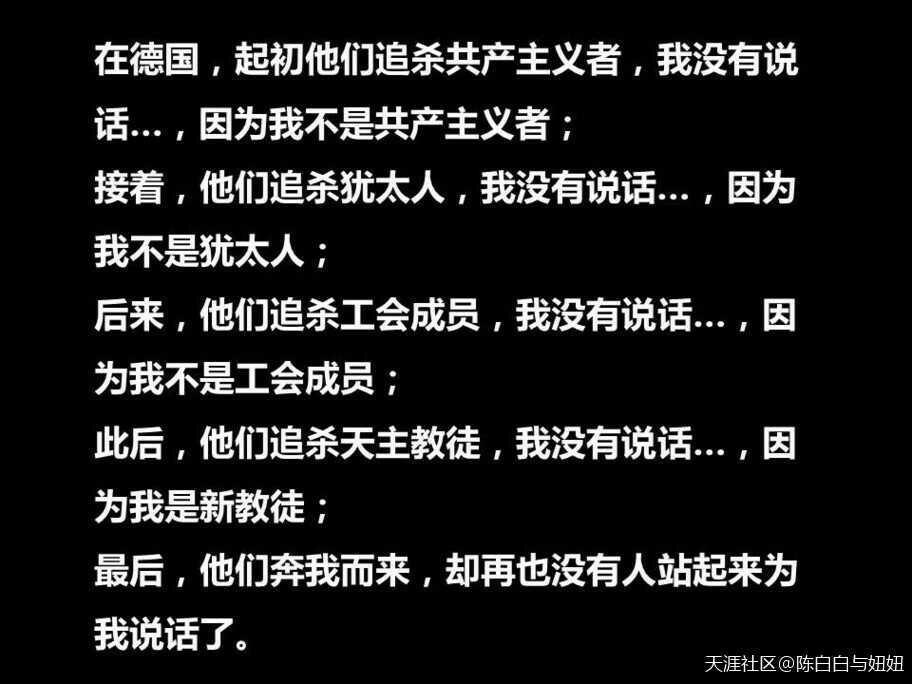 在德国，起初他们追杀共产主义者，我没有说
话...，因为我不是共产主义者；
接着，他们追杀犹太人，我没有说话...，因为
我不是犹太人；
后来，他们追杀工会成员，我没有说话...，因
为我不是工会成员；
此后，他们追杀天主教徒，我没有说话...，因
为我是新教徒；
最后，他们奔我而来，却再也没有人站起来为
我说话了。
天涯社区@陈白白与妞妞